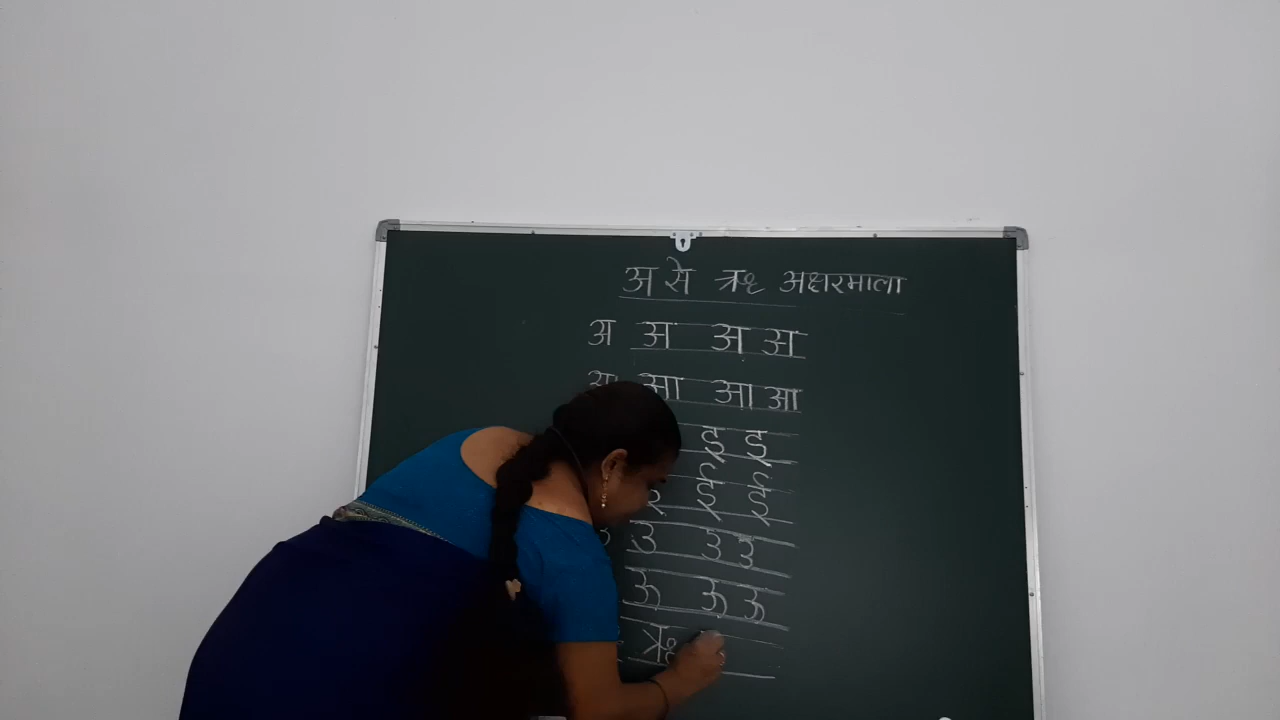 अ से ऋ अक्षरमाला
अ अ अ अ
आ आ आ
इ इ
ई ई
उ उ उ
ऊ ऊ ऊ
ऋ